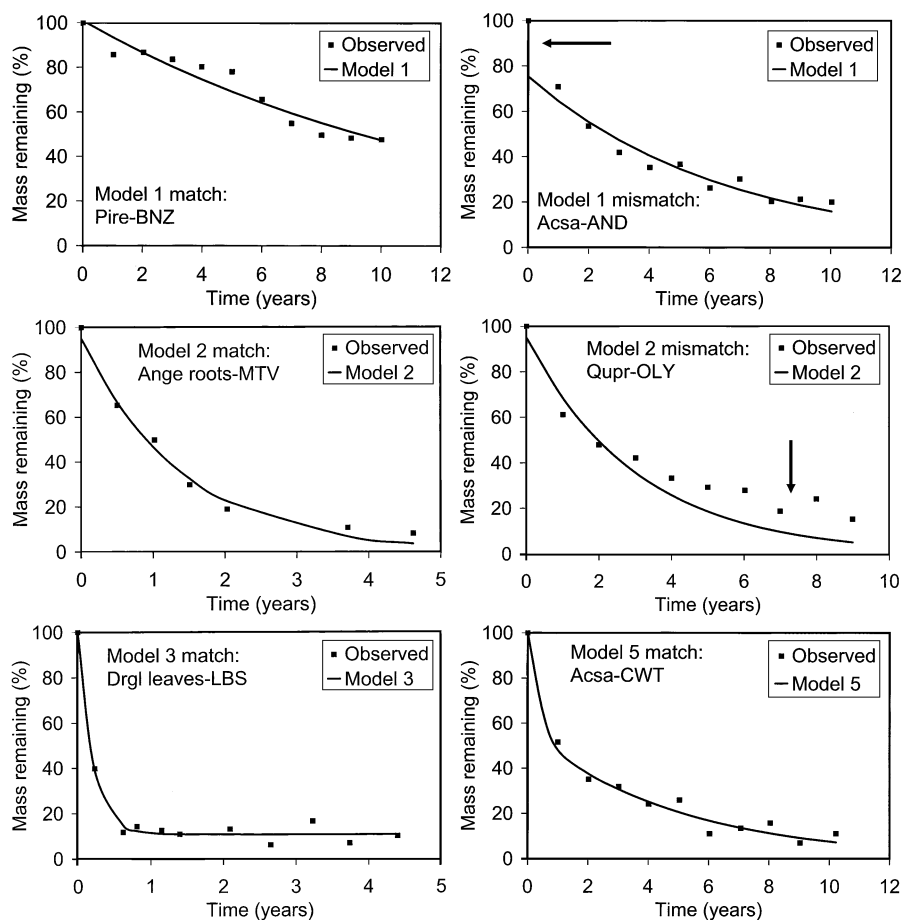 100
80
60
40
20
0
Mass remaining (%)
Observed
Model 1
Model 1 match:
Pire-BNZ
0 2 4 6 8 10 12
Time (years)
100
80
60
40
20
0
Mass remaining (%)
Observed
Model 1
Model 1 mismatch:
Acsa-AND
0 2 4 6 8 10 12
Time (years)
100
80
60
40
20
0
Mass remaining (%)
Model 2 match:
Ange roots-MTV
Observed
Model 2
0 1 2 3 4 5
Time (years)
100
80
60
40
20
0
Mass remaining (%)
Model 2 mismatch:
Qupr-OLY
Observed
Model 2
0 2 4 6 8 10
Time (years)
100
80
60
40
20
0
Mass remaining (%)
Model 3 match:
Drgl leaves-LBS
Observed
Model 3
0 1 2 3 4 5
Time (years)
100
80
60
40
20
0
Mass remaining (%)
Model 5 match:
Acsa-CWT
Observed
Model 5
0 2 4 6 8 10 12
Time (years)